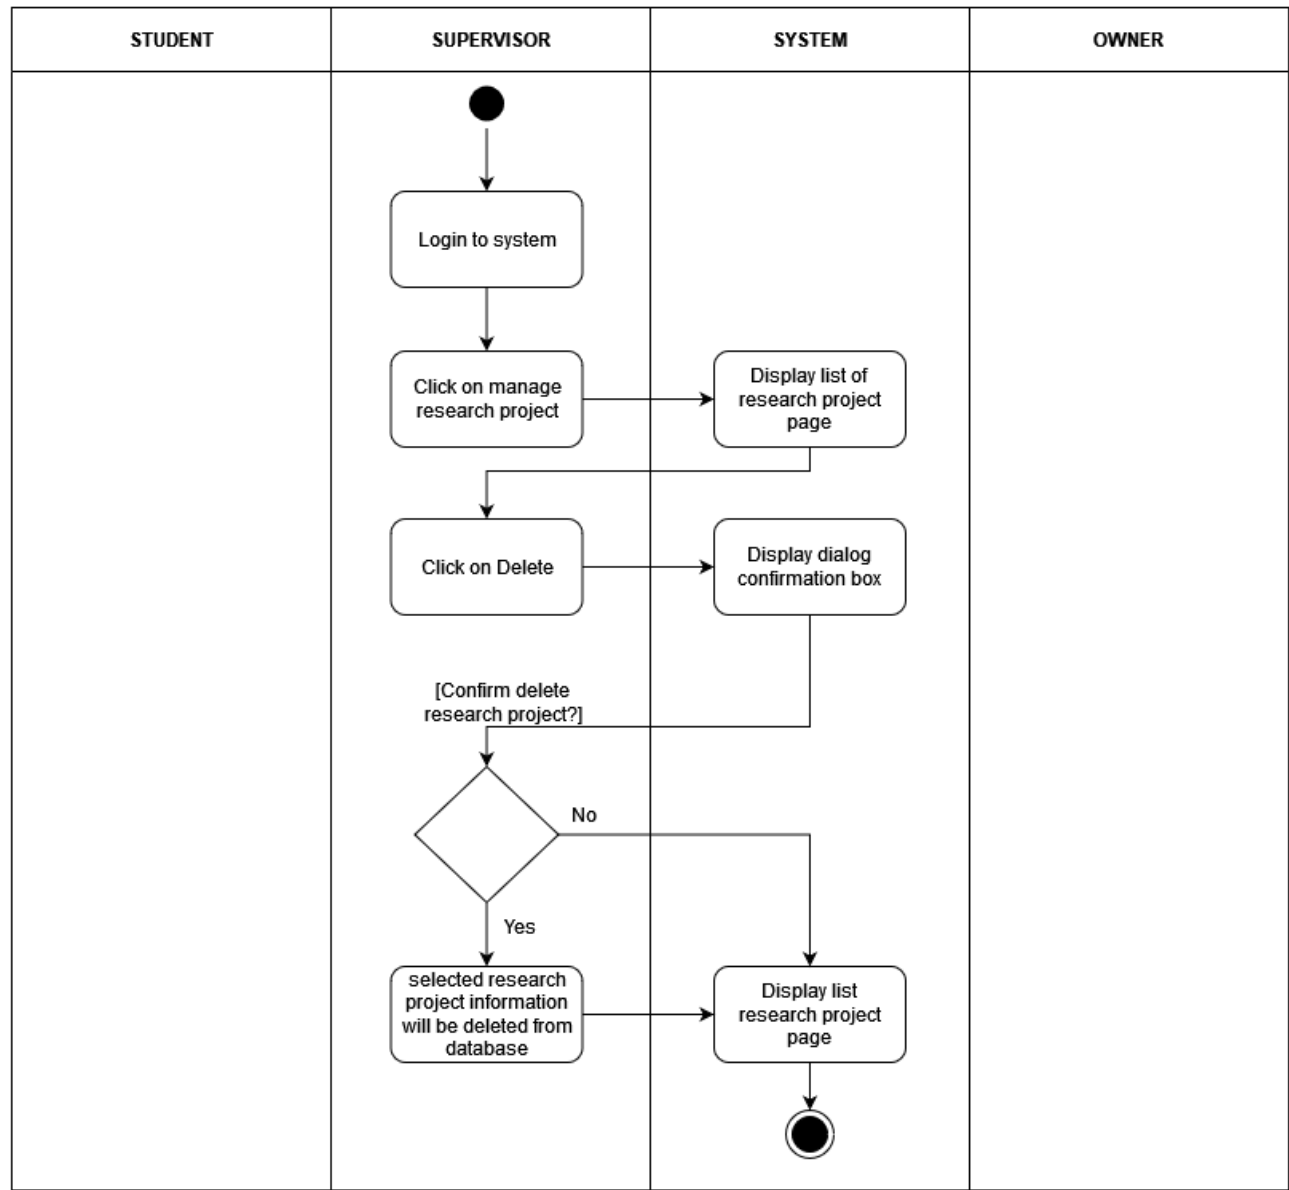 STUDENT
SUPERVISOR
SYSTEM
OWNER
Login to system
Click on manage
research project
Display list of
research project
page
Click on Delete
Display dialog
confirmation box
[Confirm delete
research project?]
No
Yes
selected research
project information
will be deleted from
database
Display list
research project
page